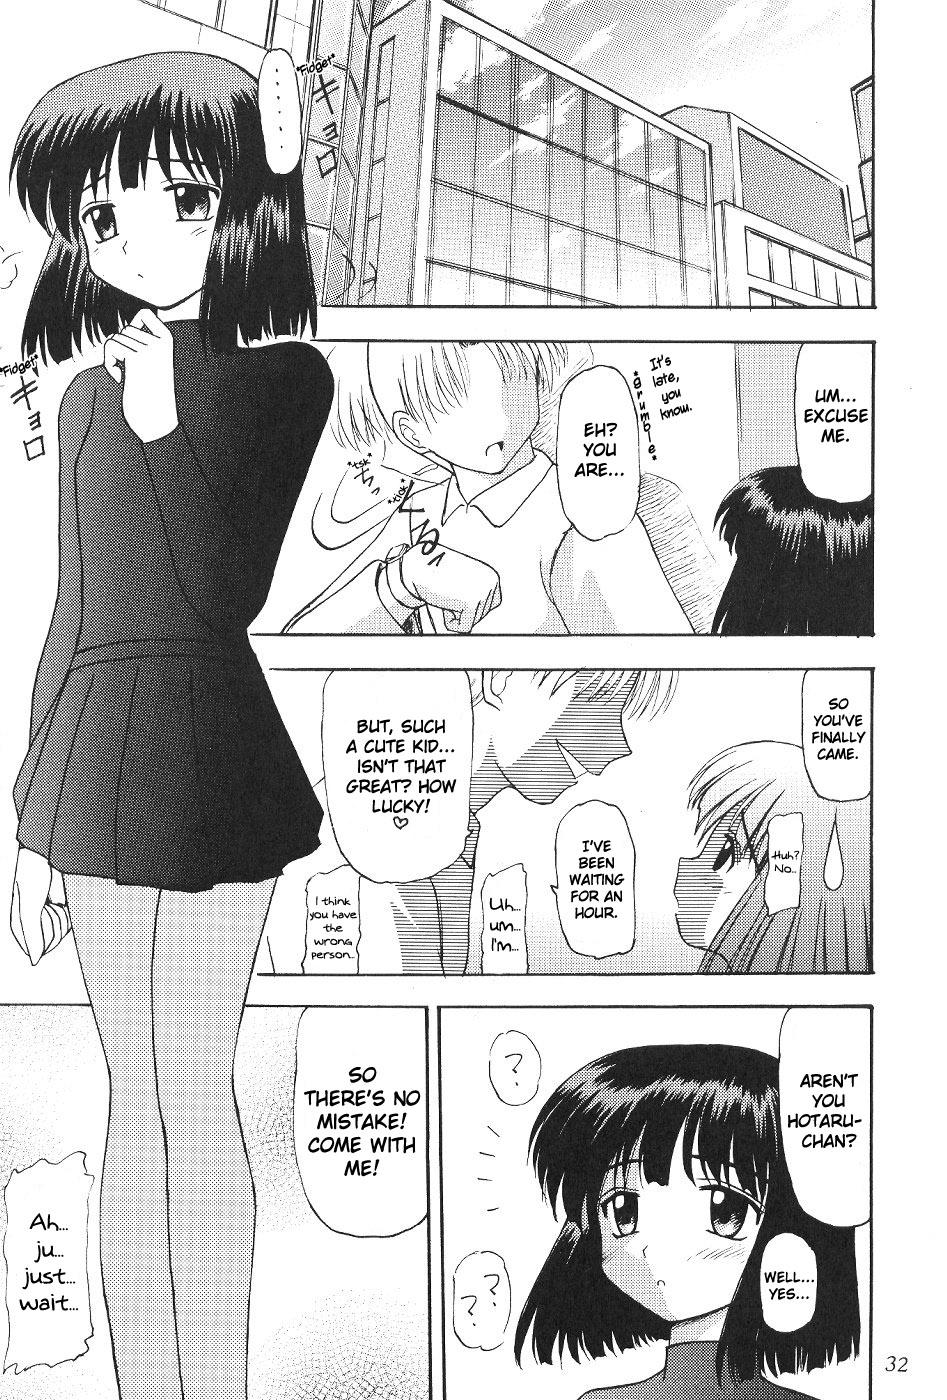 *Fidget*
キョロ
......
*Fidget*
キョロ
UM...
EXCUSE
ME.
It's
late,
you
know.
*grumble*
EH?
YOU
ARE...
*tsk*
*tick*
SO
YOU'VE
FINALLY
CAME.
Huh?
No..
I'VE
BEEN
WAITING
FOR AN
HOUR.
Uh...
um...
I'm...
BUT, SUCH
A CUTE KID...
ISN'T THAT
GREAT? HOW
LUCKY!
♡
I think
you have
the
wrong
person..
AREN'T
YOU
HOTARU-
CHAN?
WELL...
YES...
?
? ?
SO
THERE'S NO
MISTAKE!
COME WITH
ME!
Ah...
ju...
just...
wait...
32